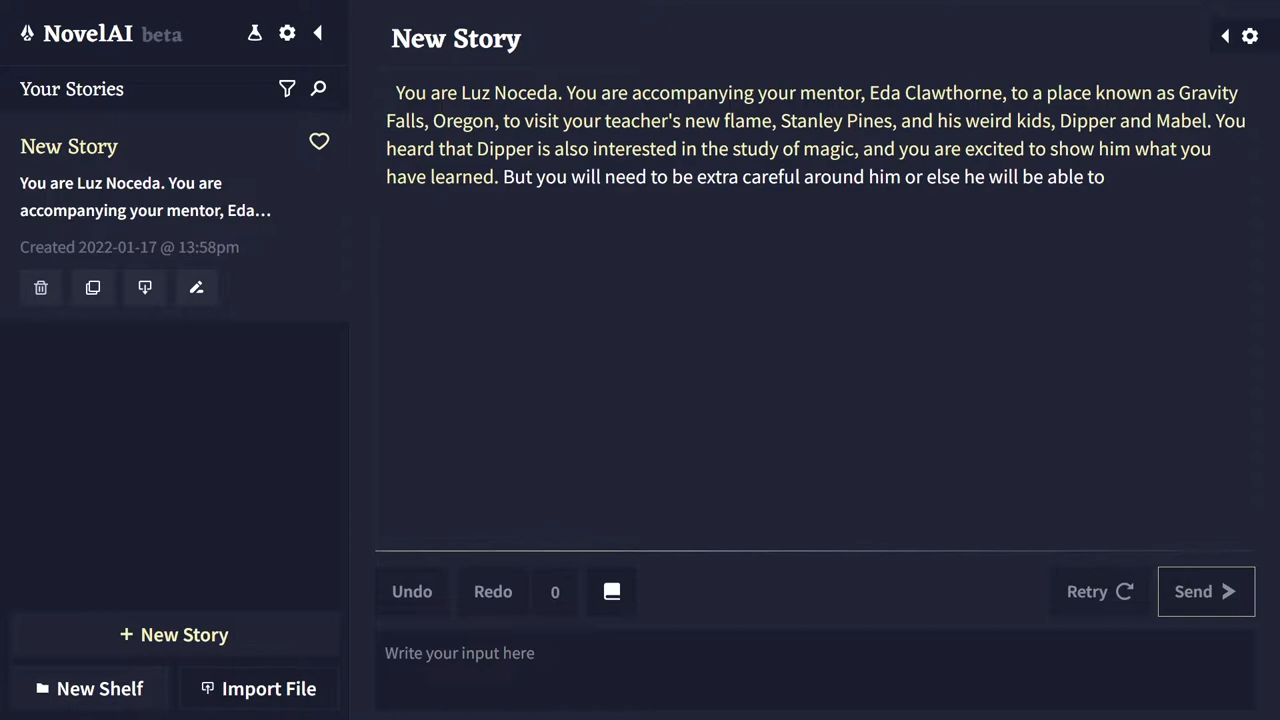 NovelAI beta
Your Stories
New Story
You are Luz Noceda. You are
accompanying your mentor, Eda…
Created 2022-01-17 @ 13:58pm
+ New Story
New Shelf
Import File
New Story
You are Luz Noceda. You are accompanying your mentor, Eda Clawthorne, to a place known as Gravity
Falls, Oregon, to visit your teacher's new flame, Stanley Pines, and his weird kids, Dipper and Mabel. You
heard that Dipper is also interested in the study of magic, and you are excited to show him what you
have learned. But you will need to be extra careful around him or else he will be able to
Undo
Redo
0
Retry
Send
Write your input here